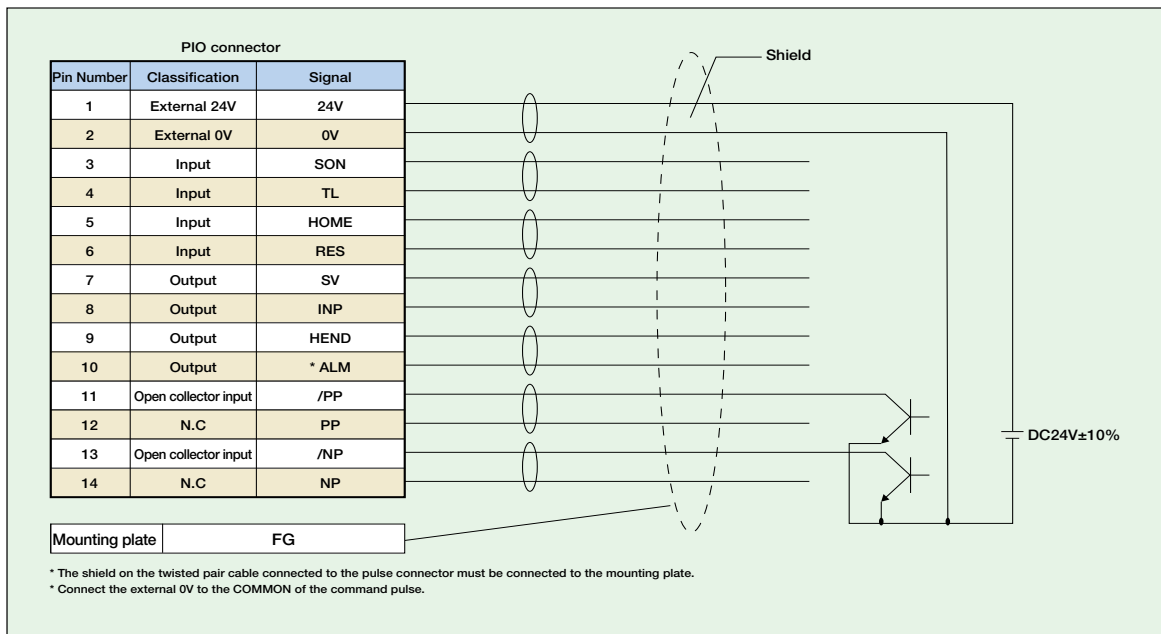 PIO connector
Shield
Pin Number Classification Signal
1 External 24V 24V
2 External 0V 0V
3 Input SON
4 Input TL
5 Input HOME
6 Input RES
7 Output SV
8 Output INP
9 Output HEND
10 Output * ALM
11 Open collector input /PP
12 N.C PP
DC24V±10%
13 Open collector input /NP
14 N.C NP
Mounting plate FG
* The shield on the twisted pair cable connected to the pulse connector must be connected to the mounting plate.
* Connect the external 0V to the COMMON of the command pulse.